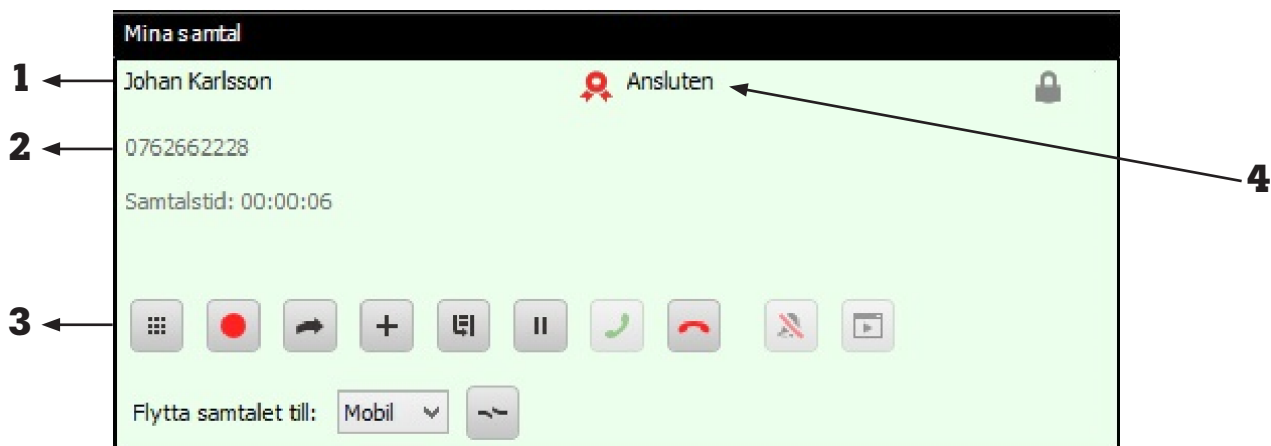 Mina samtal
1 Johan Karlsson Ansluten
2 0762662228
4
Samtalstid: 00:00:06
3
Flytta samtalet till: Mobil